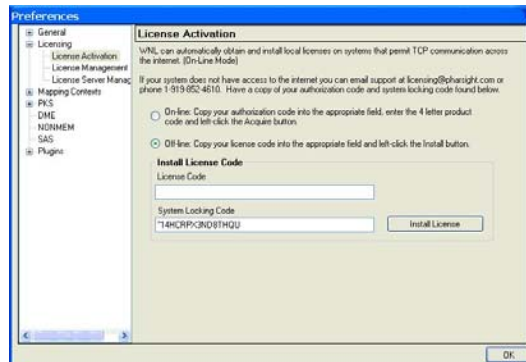 Preferences
General
Licensing
License Activation
License Management
License Server Manag
Mapping Contexts
PKS
DME
NONMEM
SAS
Plugins
License Activation
WNL can automatically obtain and install local licenses on systems that permit TCP communication across
the internet. (On-Line Mode)
If your system does not have access to the internet you can email support at licensing@pharsight.com or
phone 1-919-852-4610. Have a copy of your authorization code and system locking code found below.
On-line: Copy your authorization code into the appropriate field, enter the 4 letter product
code and left-click the Acquire button.
Off-line: Copy your license code into the appropriate field and left-click the Install button.
Install License Code
License Code
System Locking Code
*14HCRPX3ND8THQU
Install License
OK